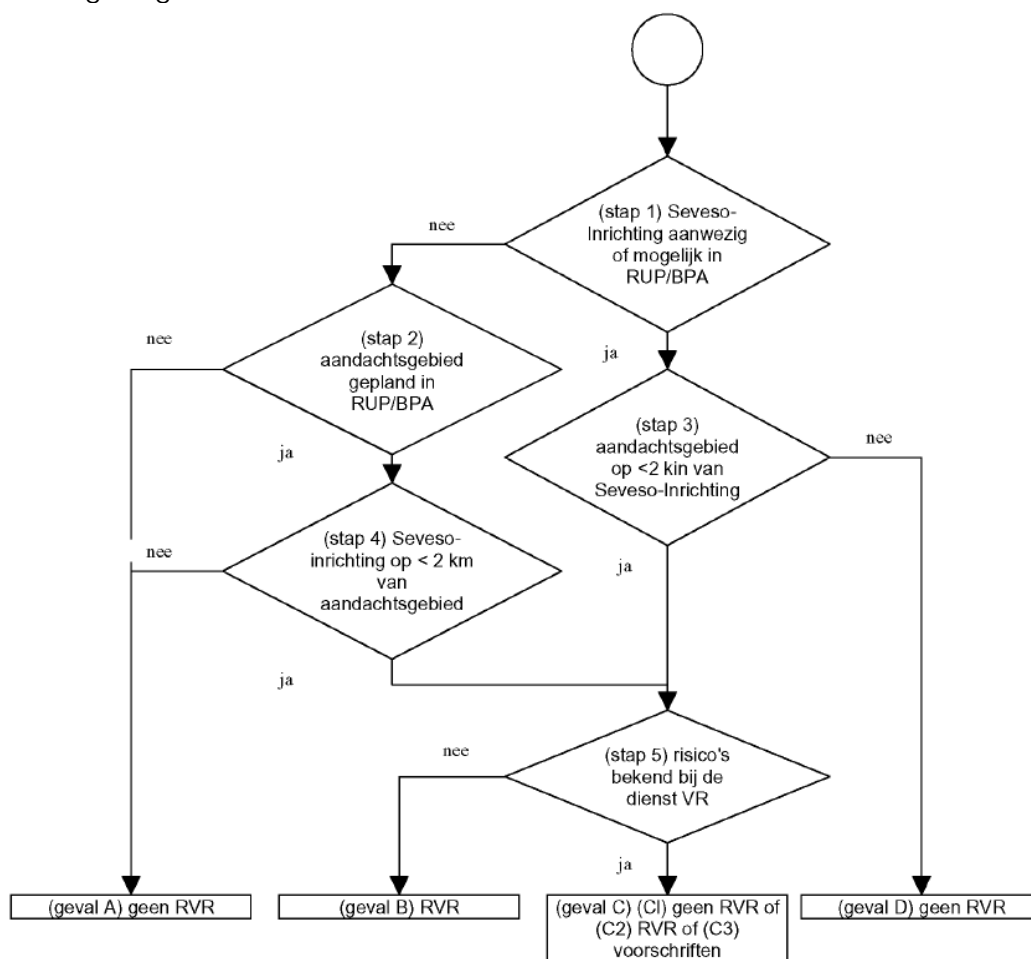 (stap 1) Seveso-
Inrichting aanwezig
of mogelijk in
RUP/BPA
nee
ja
(stap 2)
aandachtsgebied
gepland in
RUP/BPA
nee
ja
(stap 3)
aandachtsgebied
op <2 kin van
Seveso-Inrichting
nee
ja
(stap 4) Seveso-
inrichting op < 2 km
van
aandachtsgebied
nee
ja
(stap 5) risico's
bekend bij de
dienst VR
nee
ja
(geval A) geen RVR
(geval B) RVR
(geval C) (Cl) geen RVR of
(C2) RVR of (C3)
voorschriften
(geval D) geen RVR